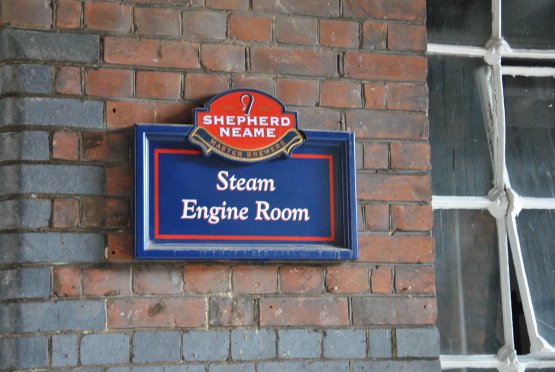 SHEPHERD
NEAME
MASTER BREWERS
Steam
Engine Room